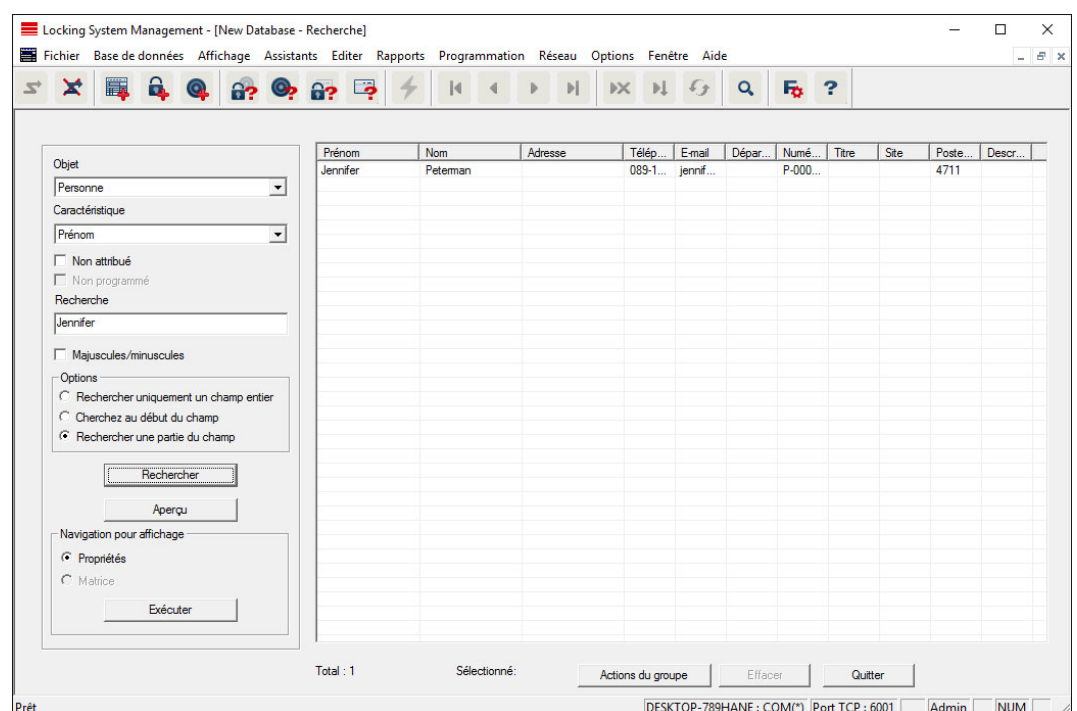 Locking System Management - [New Database - Recherche]
Fichier Base de données Affichage Assistants Editer Rapports Programmation Réseau Options Fenêtre Aide
Objet
Personne
Caractéristique
Prénom
Non attribué
Non programmé
Recherche
Jennifer
Majuscules/minuscules
Options
Rechercher uniquement un champ entier
Cherchez au début du champ
Rechercher une partie du champ
Rechercher
Aperçu
Navigation pour affichage
Propriétés
Matrice
Exécuter
Prénom Nom Adresse Télép... E-mail Dépar... Numé... Titre Site Poste... Descr...
Jennifer Peterman 089-1... jennif... P-000... 4711
Total : 1 Sélectionné: Actions du groupe Effacer Quitter
Prêt DESKTOP-789HANE : COM(*) Port TCP : 6001 Admin NUM